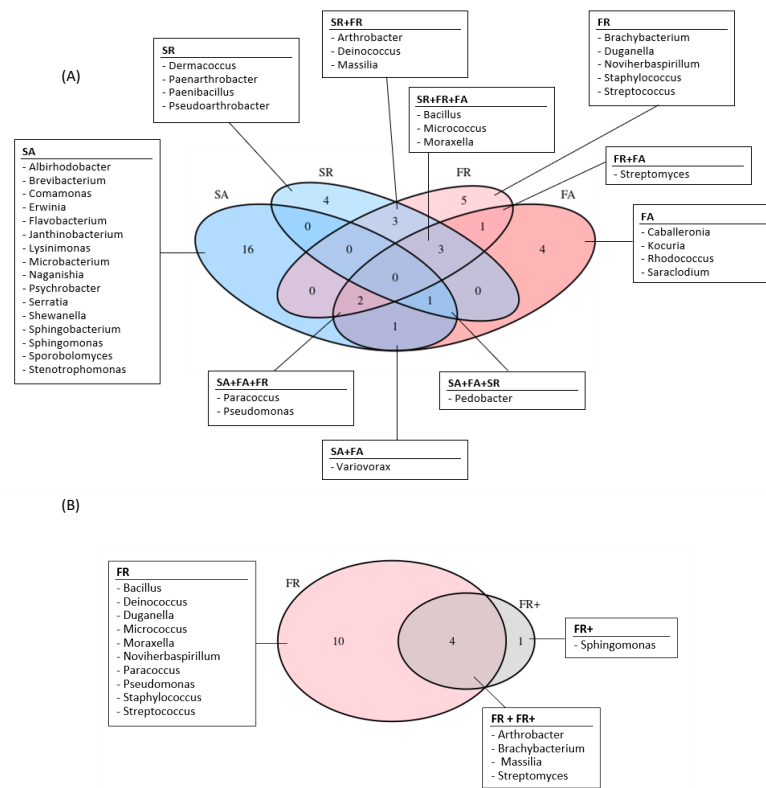 (A)
SR
- Dermacoccus
- Paenarthrobacter
- Paenibacillus
- Pseudoarthrobacter
SR+FR
- Arthrobacter
- Deinococcus
- Massilia
FR
- Brachybacterium
- Duganella
- Noviherbaspirillum
- Staphylococcus
- Streptococcus
SR+FR+FA
- Bacillus
- Micrococcus
- Moraxella
SA
- Albirhodobacter
- Brevibacterium
- Comamonas
- Erwinia
- Flavobacterium
- Janthinobacterium
- Lysinimonas
- Microbacterium
- Naganishia
- Psychrobacter
- Serratia
- Shewanella
- Sphingobacterium
- Sphingomonas
- Sporobolomyces
- Stenotrophomonas
FR+FA
- Streptomyces
FA
- Caballeronia
- Kocuria
- Rhodococcus
- Saraclodium
SA
SR
FR
FA
4
5
3
0
1
16
0
3
4
0
0
0
2
1
1
SA+FA+FR
- Paracoccus
- Pseudomonas
SA+FA+SR
- Pedobacter
SA+FA
- Variovorax
(B)
FR
- Bacillus
- Deinococcus
- Duganella
- Micrococcus
- Moraxella
- Noviherbaspirillum
- Paracoccus
- Pseudomonas
- Staphylococcus
- Streptococcus
FR
FR+
10
4
1
FR+
- Sphingomonas
FR + FR+
- Arthrobacter
- Brachybacterium
- Massilia
- Streptomyces